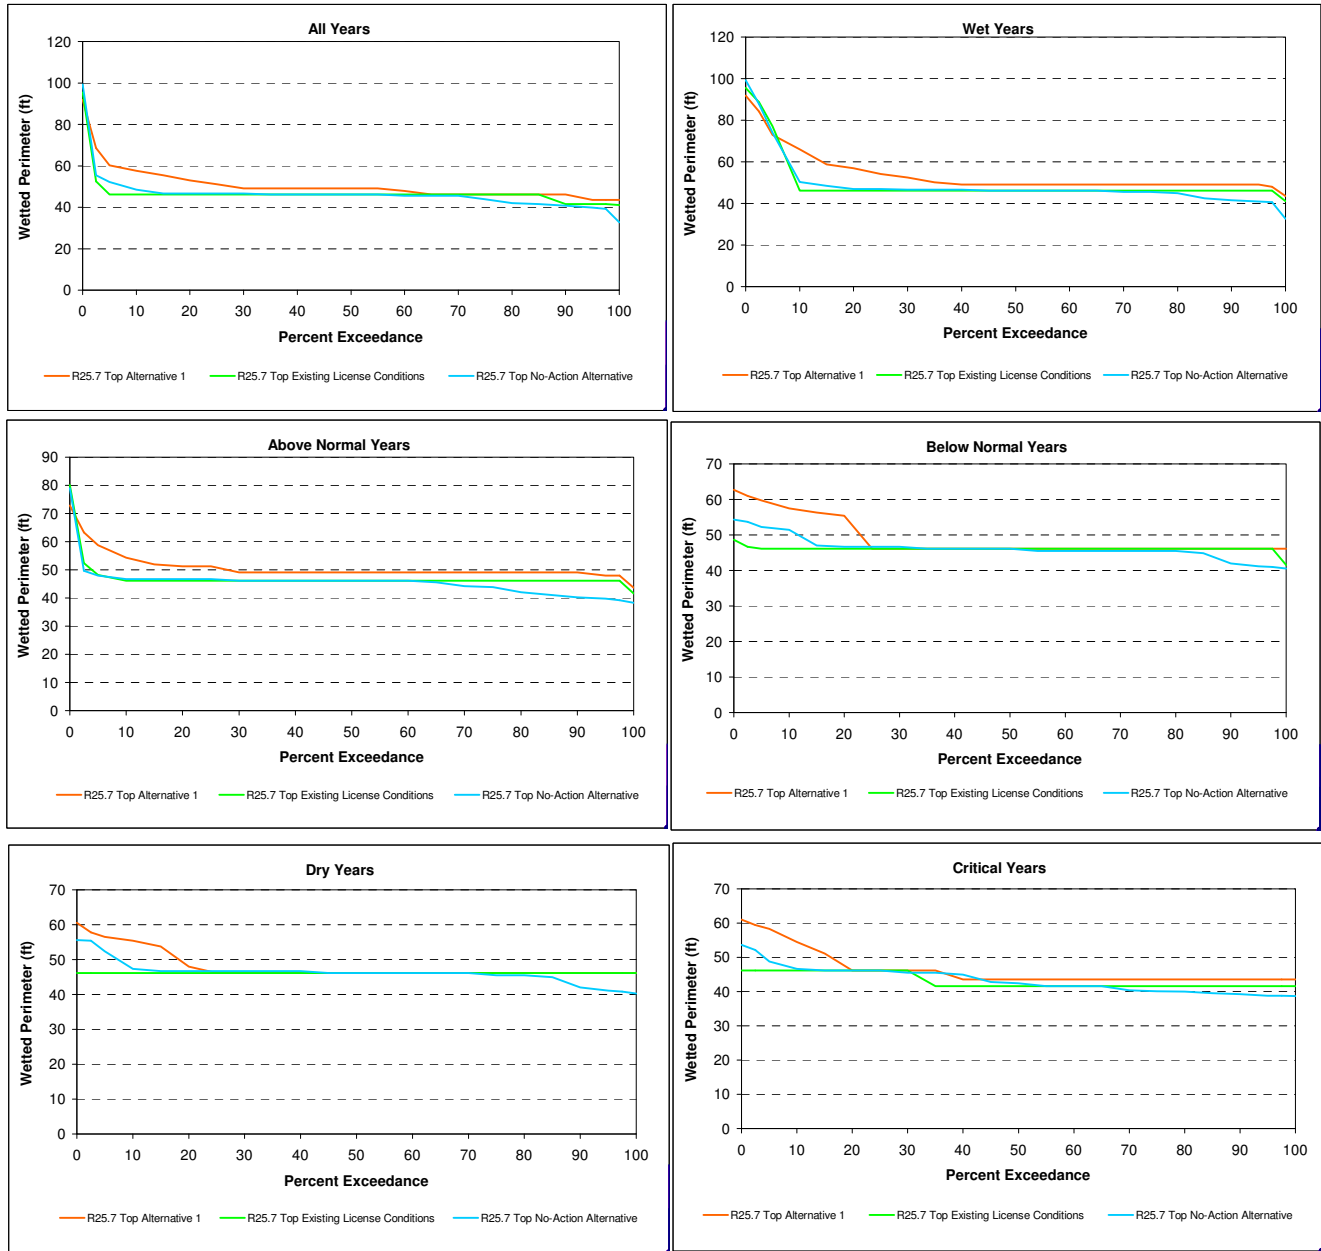 All Years
Wetted Perimeter (ft)
120
100
80
60
40
20
0
0 10 20 30 40 50 60 70 80 90 100
Percent Exceedance
R25.7 Top Alternative 1 R25.7 Top Existing License Conditions R25.7 Top No-Action Alternative
Wet Years
Wetted Perimeter (ft)
120
100
80
60
40
20
0
0 10 20 30 40 50 60 70 80 90 100
Percent Exceedance
R25.7 Top Alternative 1 R25.7 Top Existing License Conditions R25.7 Top No-Action Alternative
Above Normal Years
Wetted Perimeter (ft)
90
80
70
60
50
40
30
20
10
0
0 10 20 30 40 50 60 70 80 90 100
Percent Exceedance
R25.7 Top Alternative 1 R25.7 Top Existing License Conditions R25.7 Top No-Action Alternative
Below Normal Years
Wetted Perimeter (ft)
70
60
50
40
30
20
10
0
0 10 20 30 40 50 60 70 80 90 100
Percent Exceedance
R25.7 Top Alternative 1 R25.7 Top Existing License Conditions R25.7 Top No-Action Alternative
Dry Years
Wetted Perimeter (ft)
70
60
50
40
30
20
10
0
0 10 20 30 40 50 60 70 80 90 100
Percent Exceedance
R25.7 Top Alternative 1 R25.7 Top Existing License Conditions R25.7 Top No-Action Alternative
Critical Years
Wetted Perimeter (ft)
70
60
50
40
30
20
10
0
0 10 20 30 40 50 60 70 80 90 100
Percent Exceedance
R25.7 Top Alternative 1 R25.7 Top Existing License Conditions R25.7 Top No-Action Alternative